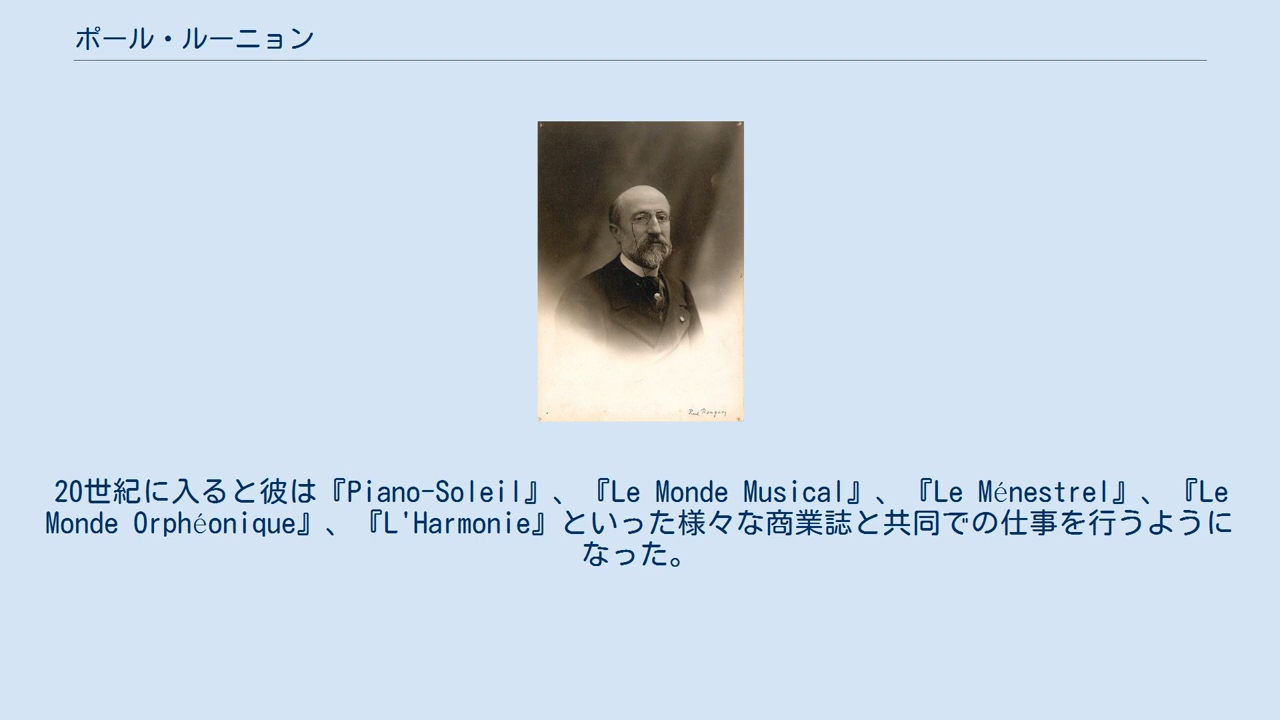 ポール・ルーニョン
20世紀に入ると彼は『Piano-Soleil』、『Le Monde Musical』、『Le Ménestrel』、『Le
Monde Orphéonique』、『L'Harmonie』といった様々な商業誌と共同での仕事を行うように
なった。